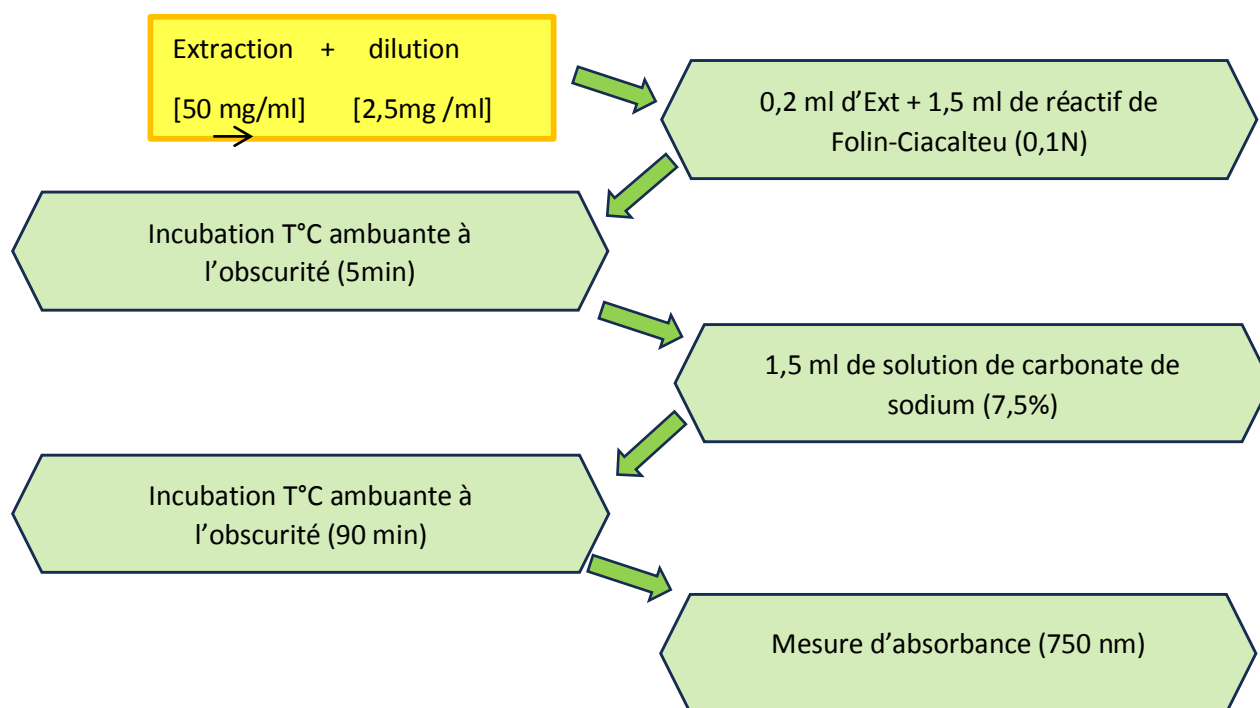 Extraction + dilution
[50 mg/ml] [2,5mg /ml]
0,2 ml d’Ext + 1,5 ml de réactif de
Folin-Ciacalteu (0,1N)
Incubation T°C ambuante à
l’obscurité (5min)
1,5 ml de solution de carbonate de
sodium (7,5%)
Incubation T°C ambuante à
l’obscurité (90 min)
Mesure d’absorbance (750 nm)